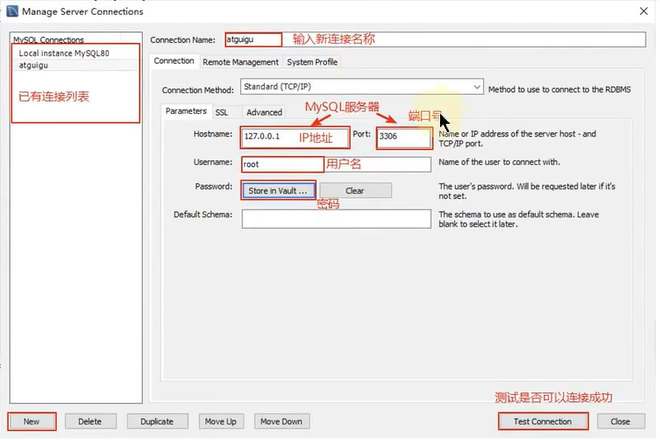 Manage Server Connections
MySQL Connections
Local instance MySQL80
atguigu
已有连接列表
Connection Name: atguigu 输入新连接名称
Connection Remote Management System Profile
Connection Method: Standard (TCP/IP) Method to use to connect to the RDBMS
Parameters SSL Advanced
MySQL服务器 端口号
Hostname: 127.0.0.1 IP地址 Port: 3306 Name or IP address of the server host - and
TCP/IP port.
Username: root 用户名 Name of the user to connect with.
Password: Store in Vault ... Clear The user's password. Will be requested later if it's
not set.
密码
Default Schema: The schema to use as default schema. Leave
blank to select it later.
测试是否可以连接成功
New Delete Duplicate Move Up Move Down Test Connection Close